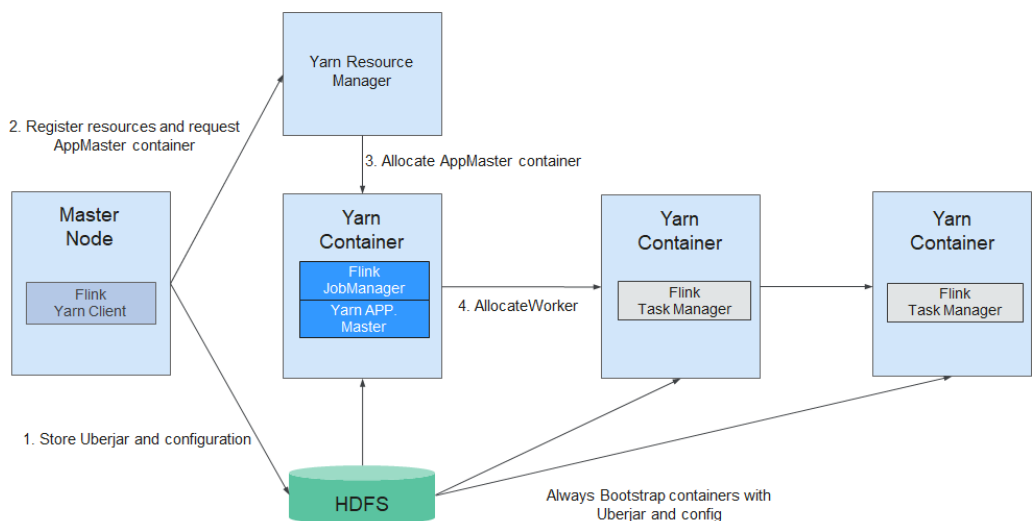 Yarn Resource
Manager
2. Register resources and request
AppMaster container
3. Allocate AppMaster container
Master
Node
Flink
Yarn Client
Yarn
Container
Flink
JobManager
Yarn APP.
Master
4. AllocateWorker
Yarn
Container
Flink
Task Manager
Yarn
Container
Flink
Task Manager
1. Store Uberjar and configuration
HDFS
Always Bootstrap containers with
Uberjar and config